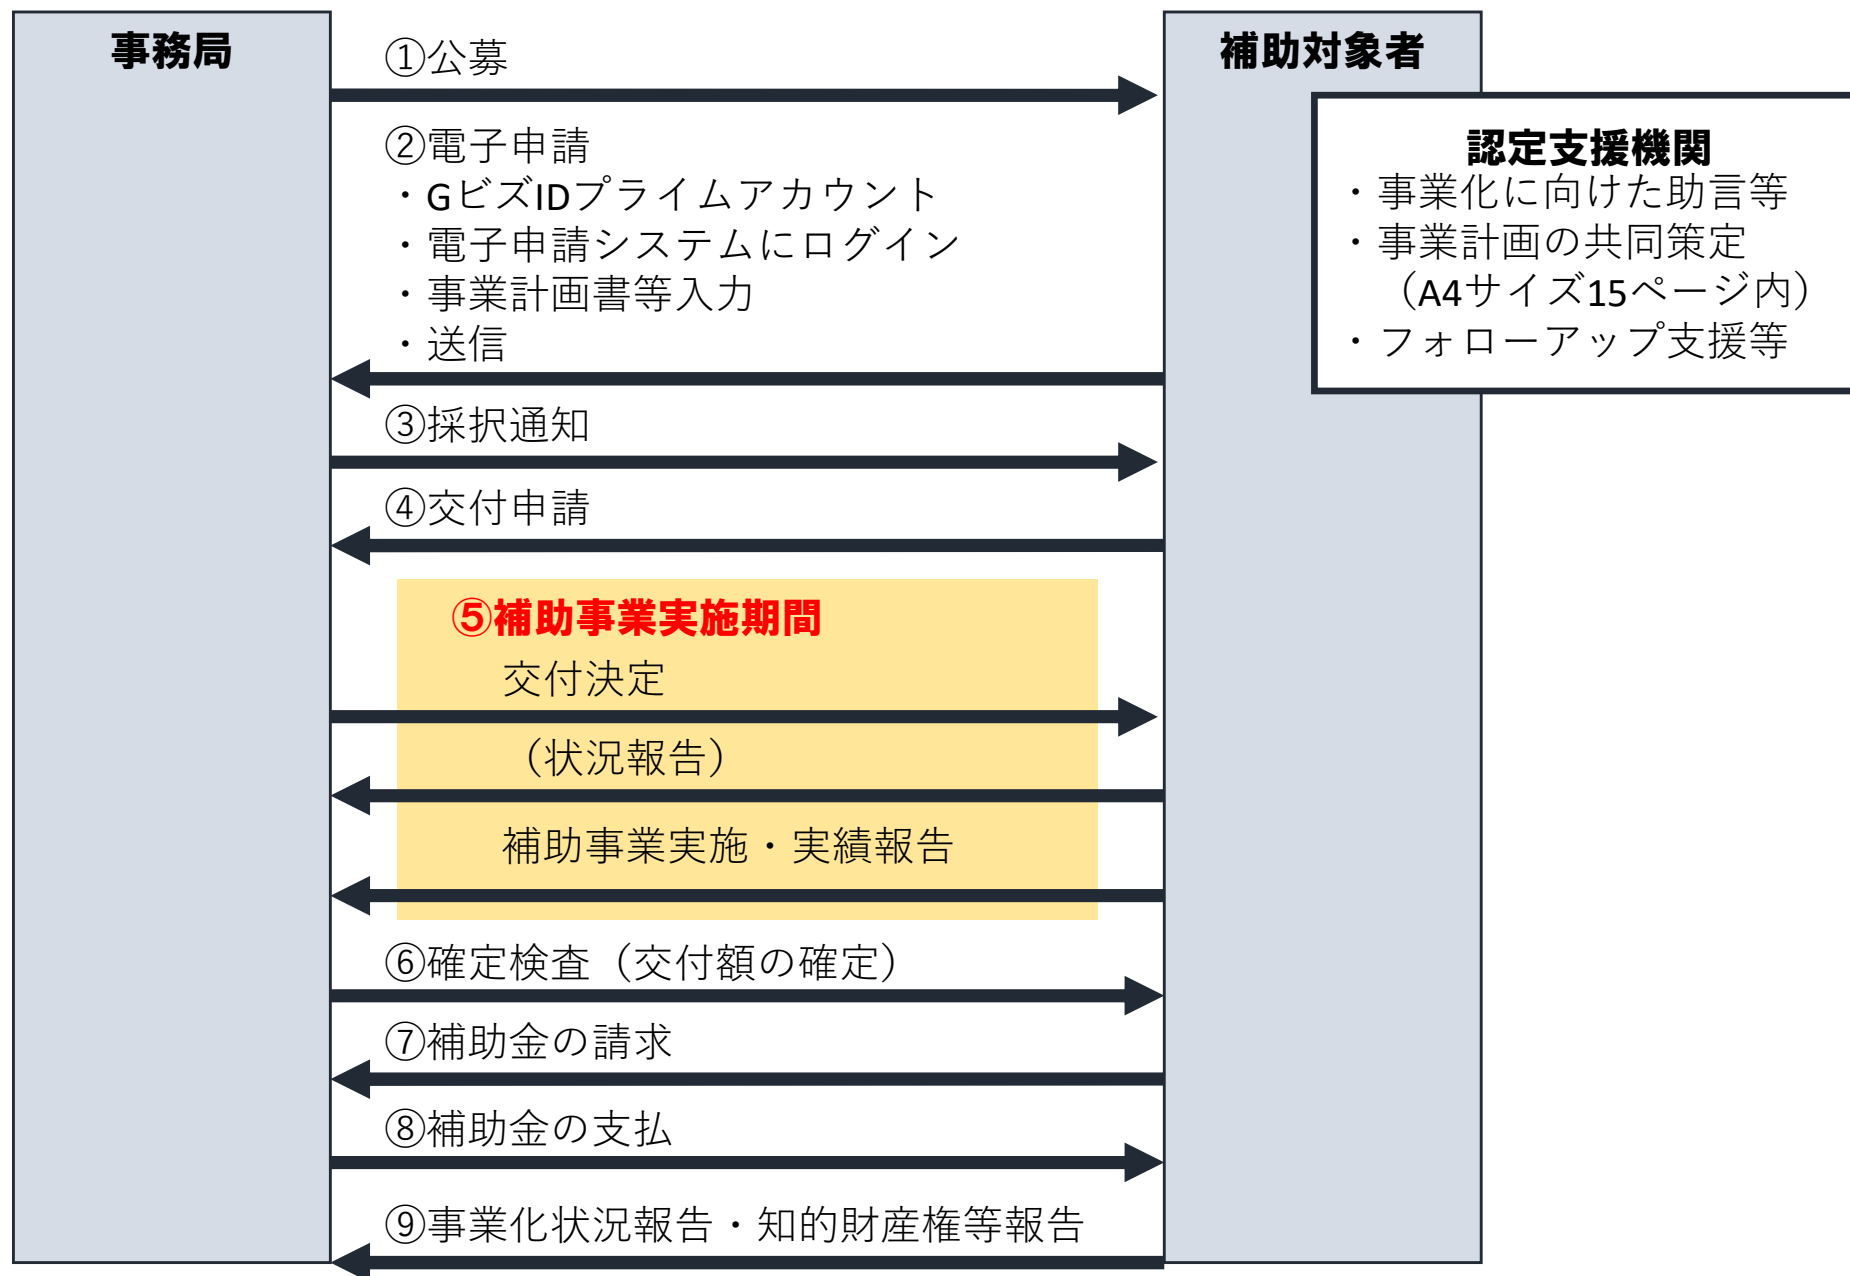 事務局
補助対象者
①公募
②電子申請
・GビズIDプライムアカウント
・電子申請システムにログイン
・事業計画書等入力
・送信
認定支援機関
・事業化に向けた助言等
・事業計画の共同策定
（A4サイズ15ページ内）
・フォローアップ支援等
③採択通知
④交付申請
⑤補助事業実施期間
交付決定
（状況報告）
補助事業実施・実績報告
⑥確定検査（交付額の確定）
⑦補助金の請求
⑧補助金の支払
⑨事業化状況報告・知的財産権等報告